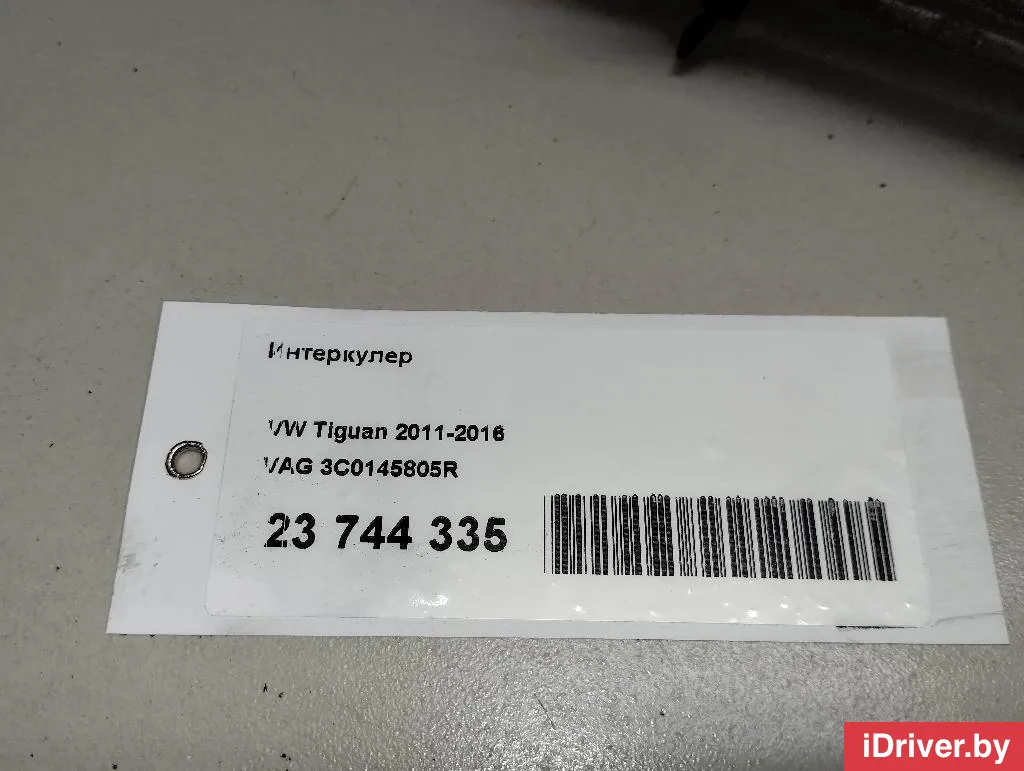 Интеркулер
VW Tiguan 2011-2016
VAG 3C0145805R
23 744 335
iDriver.by